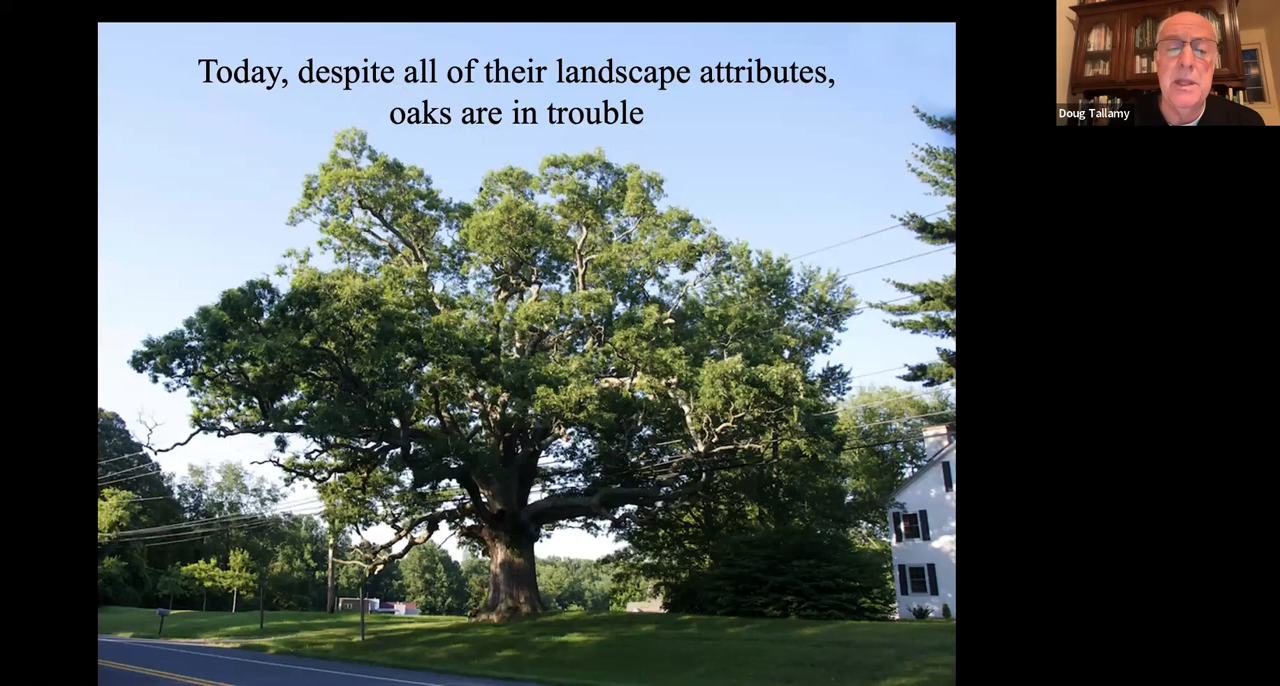 Today, despite all of their landscape attributes,
oaks are in trouble
Doug Tallamy